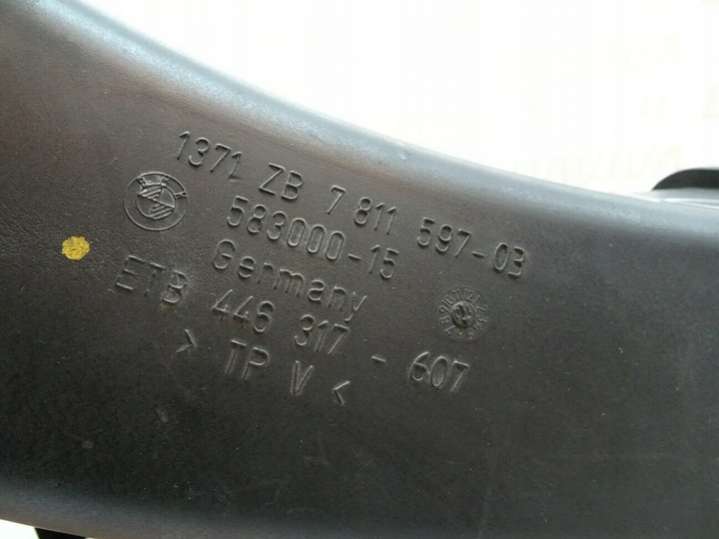 1371 ZB 7 811 597-03
583000-15
Germany
ETB 446 317 - 607
> TP V <